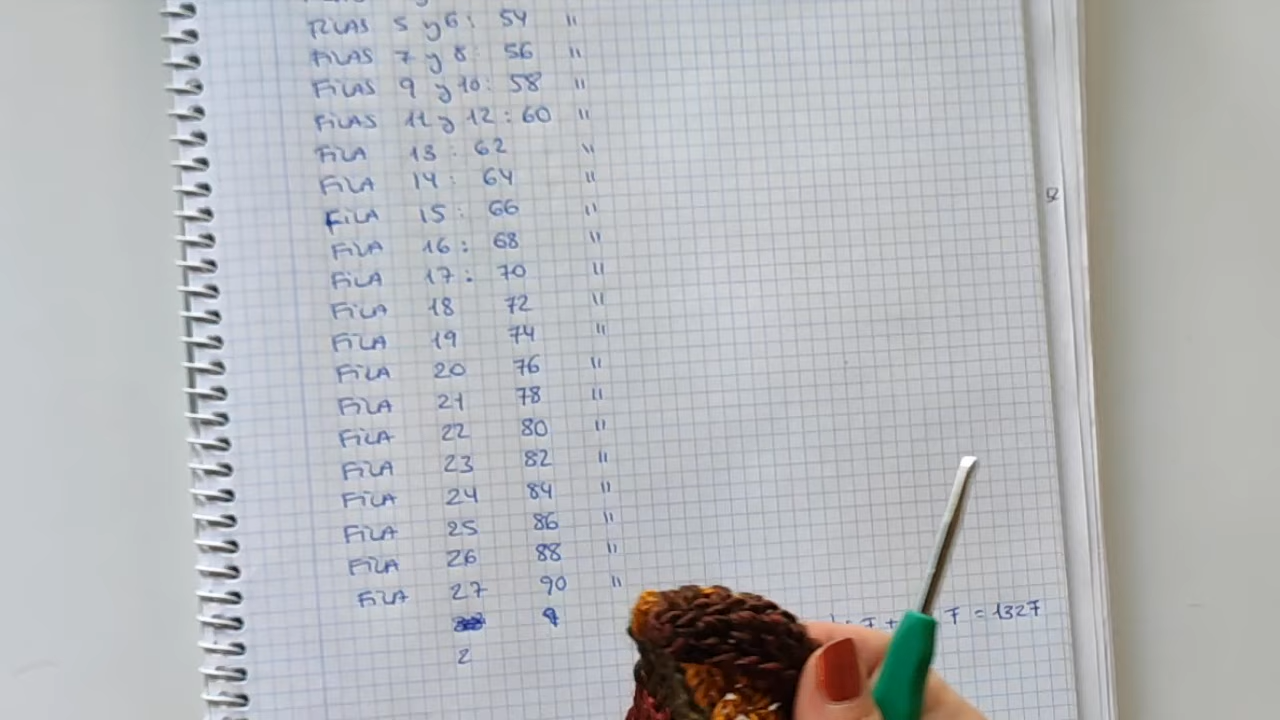 FILAS 5 y 6: 54 "
FILAS 7 y 8: 56 "
FILAS 9 y 10: 58 "
FILAS 11 y 12: 60 "
FILA 13: 62 "
FILA 14: 64 "
FILA 15: 66 "
FILA 16: 68 "
FILA 17: 70 "
FILA 18 72 "
FILA 19 74 "
FILA 20 76 "
FILA 21 78 "
FILA 22 80 "
FILA 23 82 "
FILA 24 84 "
FILA 25 86 "
FILA 26 88 "
FILA 27 90 "
7 + 7 = 1327
2